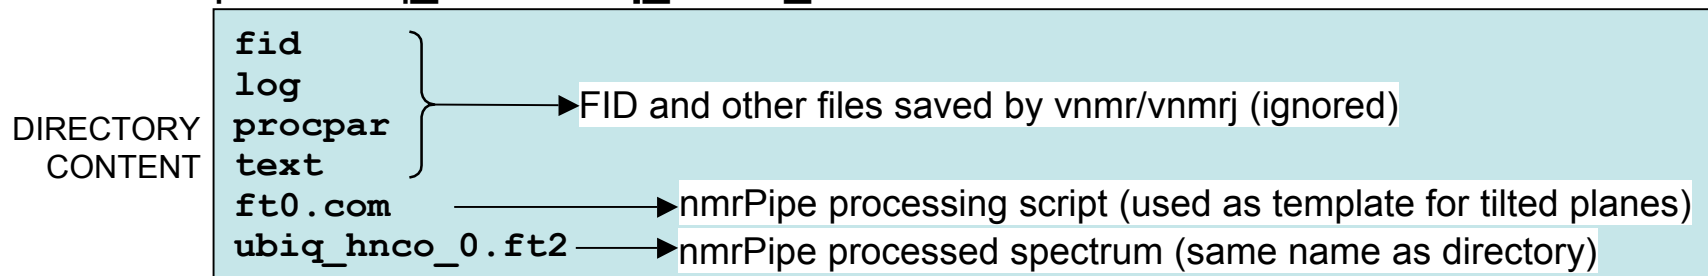 fid
log
FID and other files saved by vnmr/vnmrj (ignored)
DIRECTORY
CONTENT
procpar
text
ft0.com
nmrPipe processing script (used as template for tilted planes)
ubiq_hnco_0.ft2
nmrPipe processed spectrum (same name as directory)